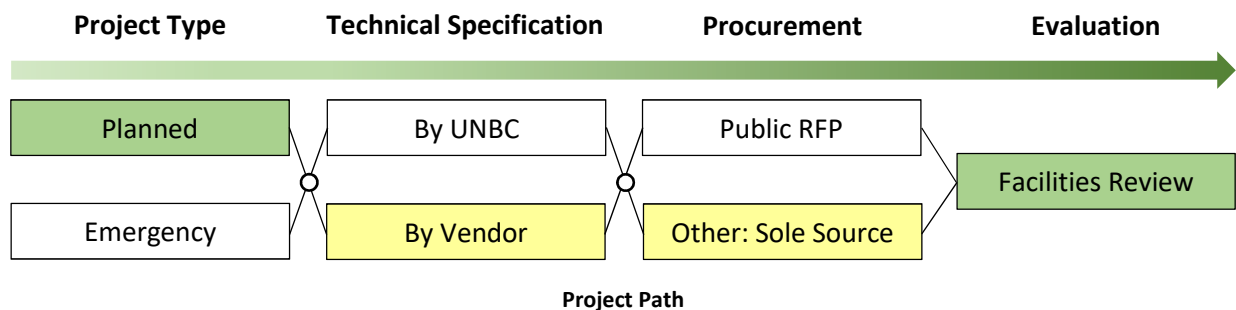 Project Type Technical Specification Procurement Evaluation
Planned By UNBC Public RFP
Facilities Review
Emergency By Vendor Other: Sole Source
Project Path